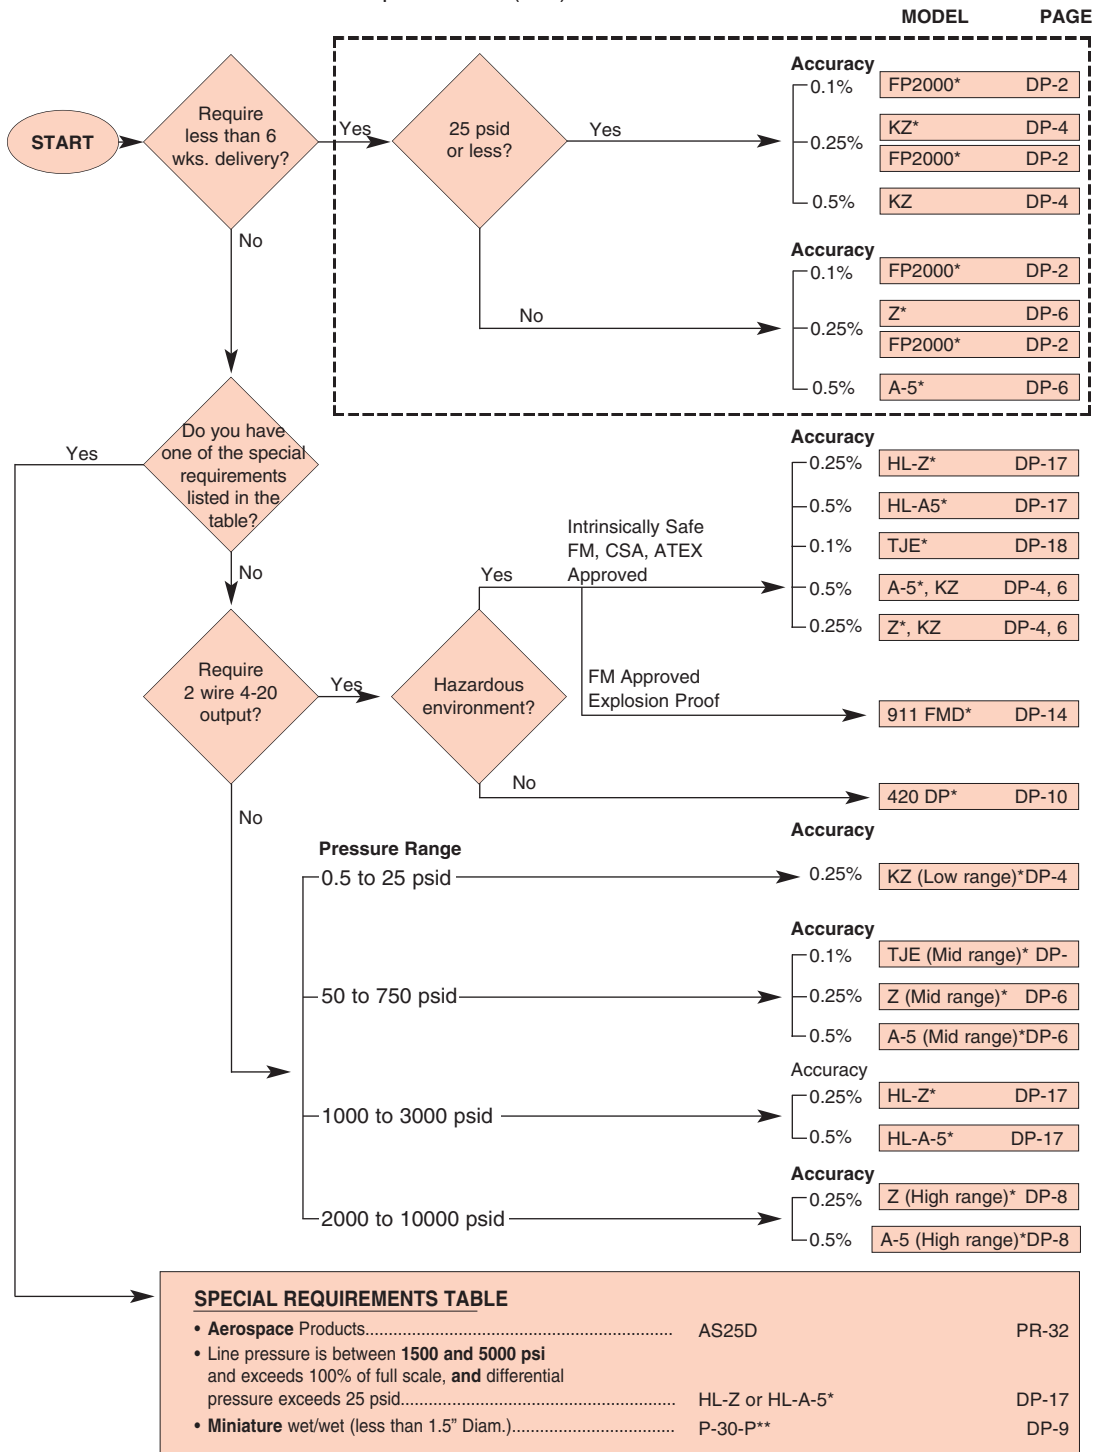 MODEL PAGE
START
Require
less than 6
wks. delivery?
Yes
25 psid
or less?
Yes
Accuracy
0.1% FP2000* DP-2
KZ* DP-4
0.25%
FP2000* DP-2
0.5% KZ DP-4
No
No
Accuracy
0.1% FP2000* DP-2
Z* DP-6
0.25%
FP2000* DP-2
0.5% A-5* DP-6
Do you have
one of the special
requirements
listed in the
table?
Yes
No
Require
2 wire 4-20
output?
Yes
Hazardous
environment?
Yes
Intrinsically Safe
FM, CSA, ATEX
Approved
Accuracy
0.25% HL-Z* DP-17
0.5% HL-A5* DP-17
0.1% TJE* DP-18
0.5% A-5*, KZ DP-4, 6
0.25% Z*, KZ DP-4, 6
FM Approved
Explosion Proof
911 FMD* DP-14
No
420 DP* DP-10
No
Pressure Range
Accuracy
0.5 to 25 psid 0.25% KZ (Low range)*DP-4
Accuracy
0.1% TJE (Mid range)* DP-
50 to 750 psid 0.25% Z (Mid range)* DP-6
0.5% A-5 (Mid range)*DP-6
Accuracy
0.25% HL-Z* DP-17
1000 to 3000 psid
0.5% HL-A-5* DP-17
Accuracy
0.25% Z (High range)* DP-8
2000 to 10000 psid
0.5% A-5 (High range)*DP-8
SPECIAL REQUIREMENTS TABLE
• Aerospace Products.................................................................. AS25D PR-32
• Line pressure is between 1500 and 5000 psi
and exceeds 100% of full scale, and differential
pressure exceeds 25 psid........................................................... HL-Z or HL-A-5* DP-17
• Miniature wet/wet (less than 1.5” Diam.)................................... P-30-P** DP-9